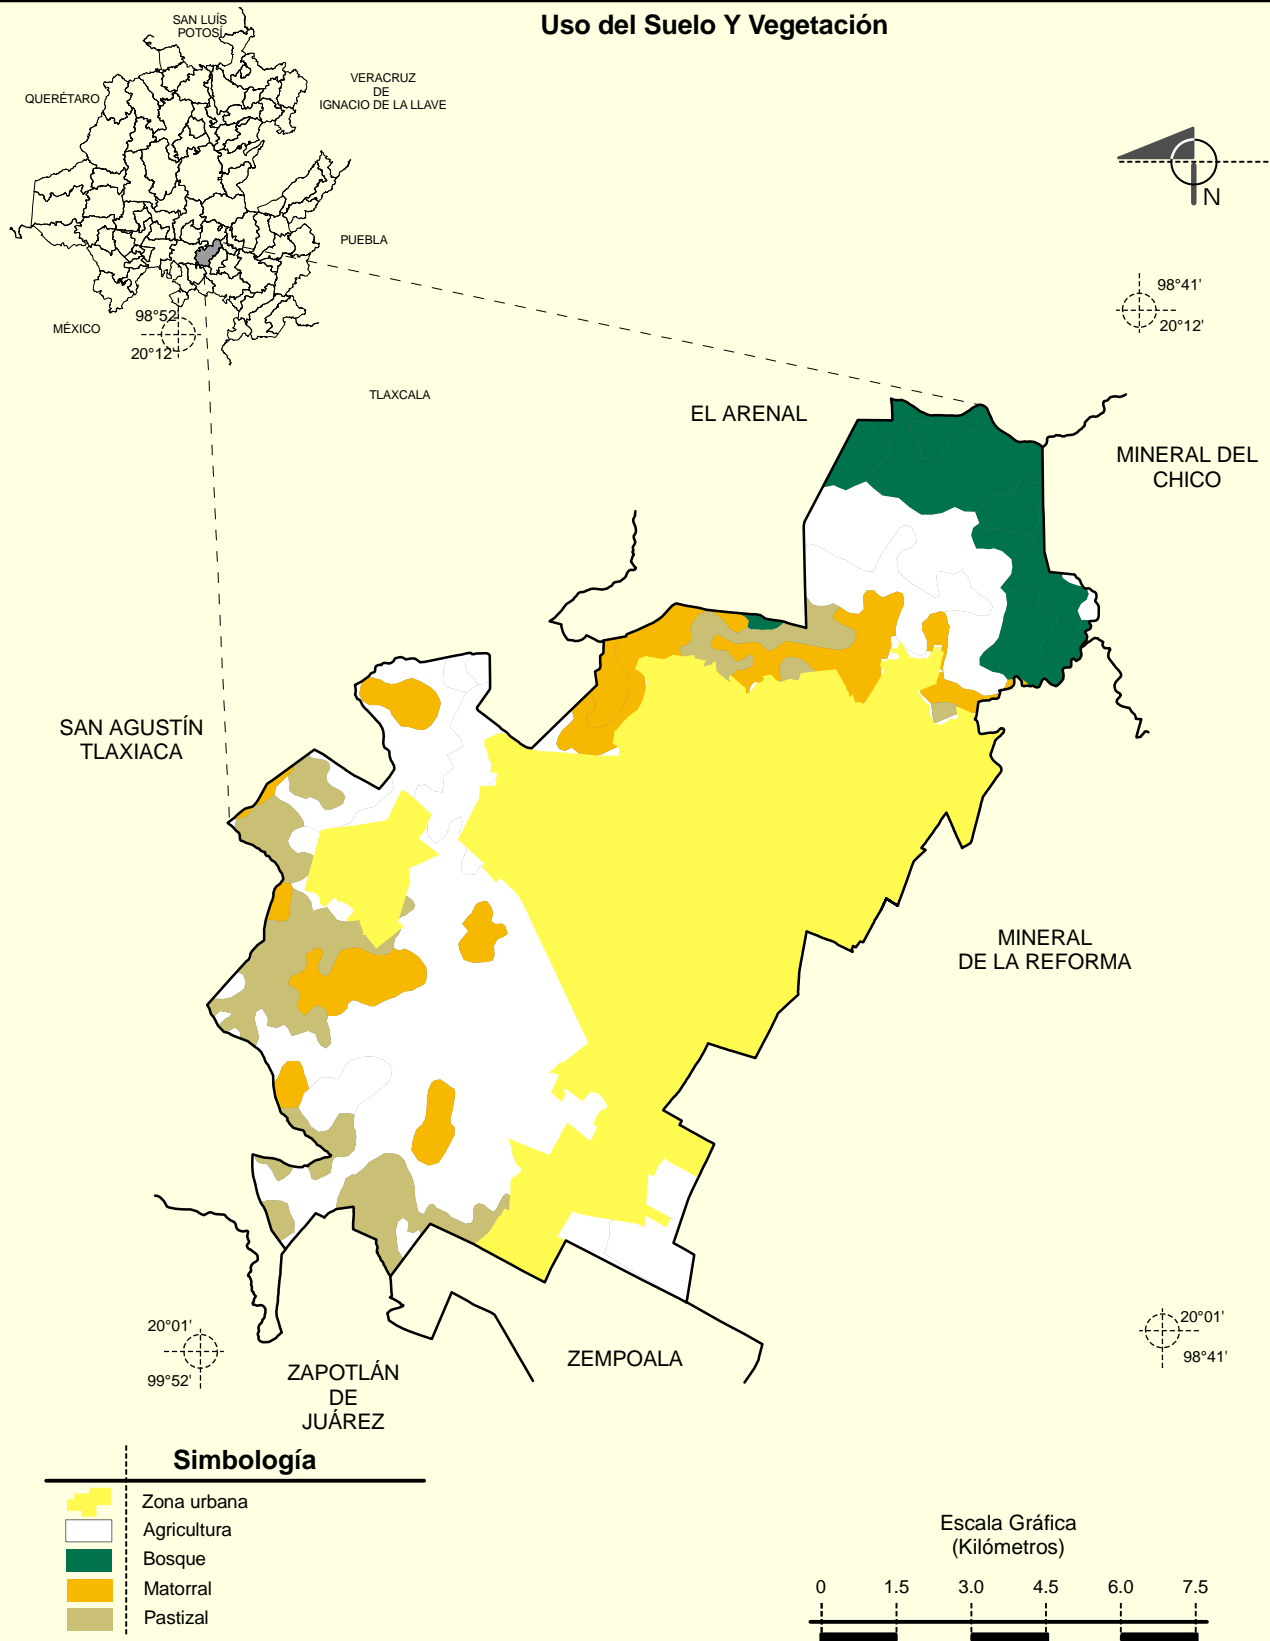 Uso del Suelo Y Vegetación
SAN LUÍS
POTOSÍ
VERACRUZ
DE
IGNACIO DE LA LLAVE
QUERÉTARO
PUEBLA
MÉXICO
TLAXCALA
98°52'
20°12'
N
98°41'
20°12'
EL ARENAL
MINERAL DEL
CHICO
SAN AGUSTÍN
TLAXIACA
MINERAL
DE LA REFORMA
20°01'
99°52'
20°01'
98°41'
ZAPOTLÁN
DE
JUÁREZ
ZEMPOALA
Simbología
Zona urbana
Agricultura
Bosque
Matorral
Pastizal
Escala Gráfica
(Kilómetros)
0 1.5 3.0 4.5 6.0 7.5